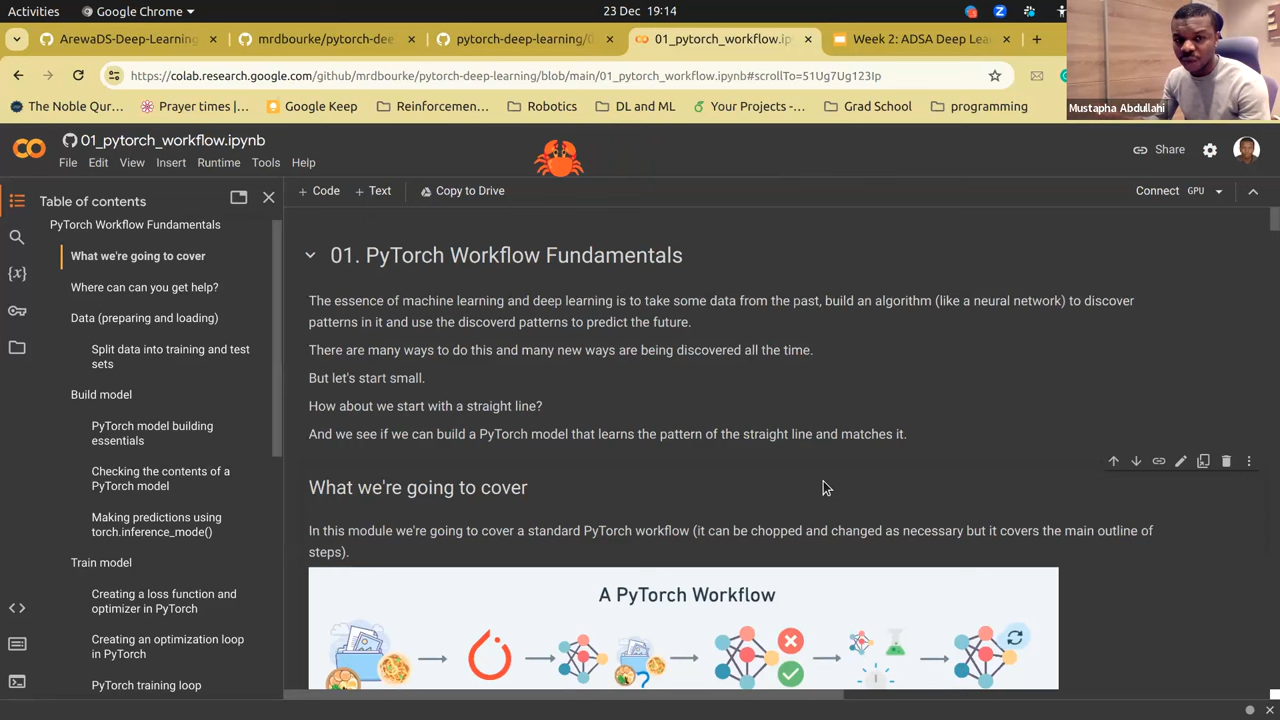 Activities
Google Chrome
23 Dec 19:14
Z
ArewaDS-Deep-Learning
mrdbourke/pytorch-dee
pytorch-deep-learning/0
01_pytorch_workflow.ip
Week 2: ADSA Deep Lea
https://colab.research.google.com/github/mrdbourke/pytorch-deep-learning/blob/main/01_pytorch_workflow.ipynb#scrollTo=51Ug7Ug123Ip
The Noble Qur...
Prayer times |...
Google Keep
Reinforcemen...
Robotics
DL and ML
Your Projects -...
Grad School
programming
Mustapha Abdullahi
01_pytorch_workflow.ipynb
File Edit View Insert Runtime Tools Help
Share
+ Code + Text
Copy to Drive
Connect GPU
Table of contents
PyTorch Workflow Fundamentals
What we're going to cover
Where can can you get help?
Data (preparing and loading)
Split data into training and test
sets
Build model
PyTorch model building
essentials
Checking the contents of a
PyTorch model
Making predictions using
torch.inference_mode()
Train model
Creating a loss function and
optimizer in PyTorch
Creating an optimization loop
in PyTorch
PyTorch training loop
{x}
01. PyTorch Workflow Fundamentals
The essence of machine learning and deep learning is to take some data from the past, build an algorithm (like a neural network) to discover
patterns in it and use the discoverd patterns to predict the future.
There are many ways to do this and many new ways are being discovered all the time.
But let's start small.
How about we start with a straight line?
And we see if we can build a PyTorch model that learns the pattern of the straight line and matches it.
What we're going to cover
In this module we're going to cover a standard PyTorch workflow (it can be chopped and changed as necessary but it covers the main outline of
steps).
A PyTorch Workflow
?